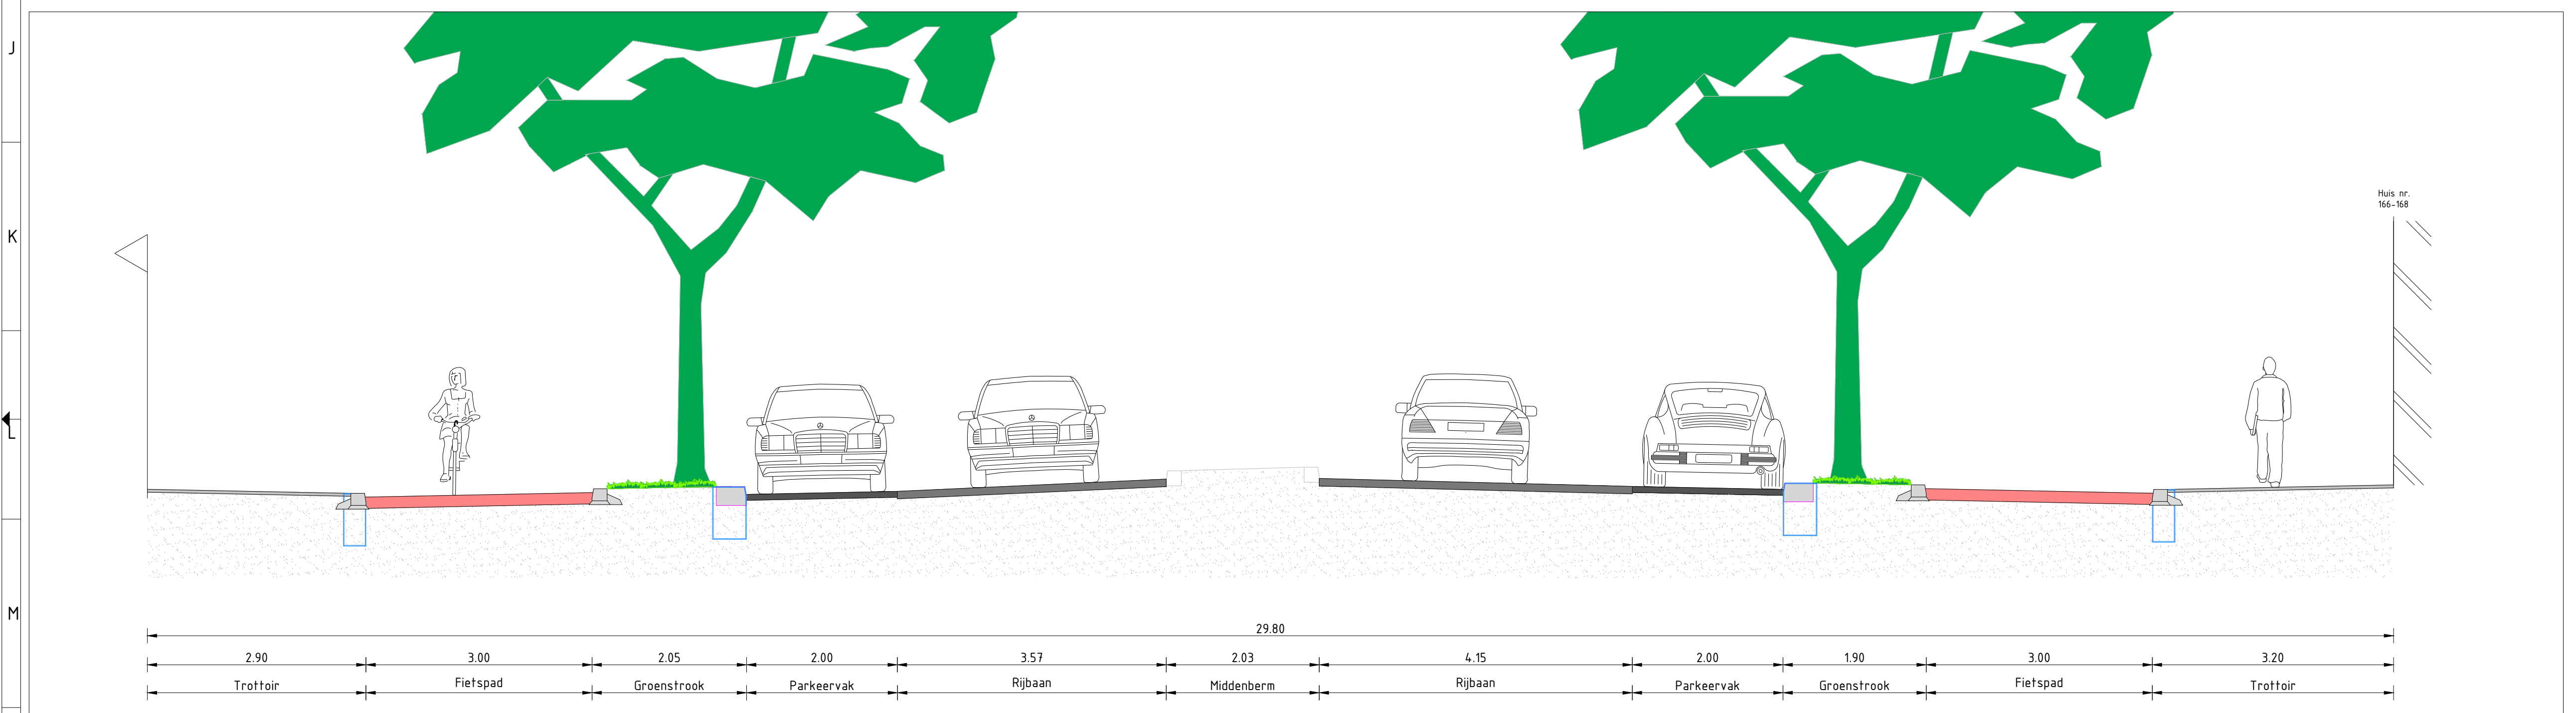 J
Huis nr.
166-168
K
L
M
29.80
2.90 3.00 2.05 2.00 3.57 2.03 4.15 2.00 1.90 3.00 3.20
Trottoir Fietspad Groenstrook Parkeervak Rijbaan Middenberm Rijbaan Parkeervak Groenstrook Fietspad Trottoir